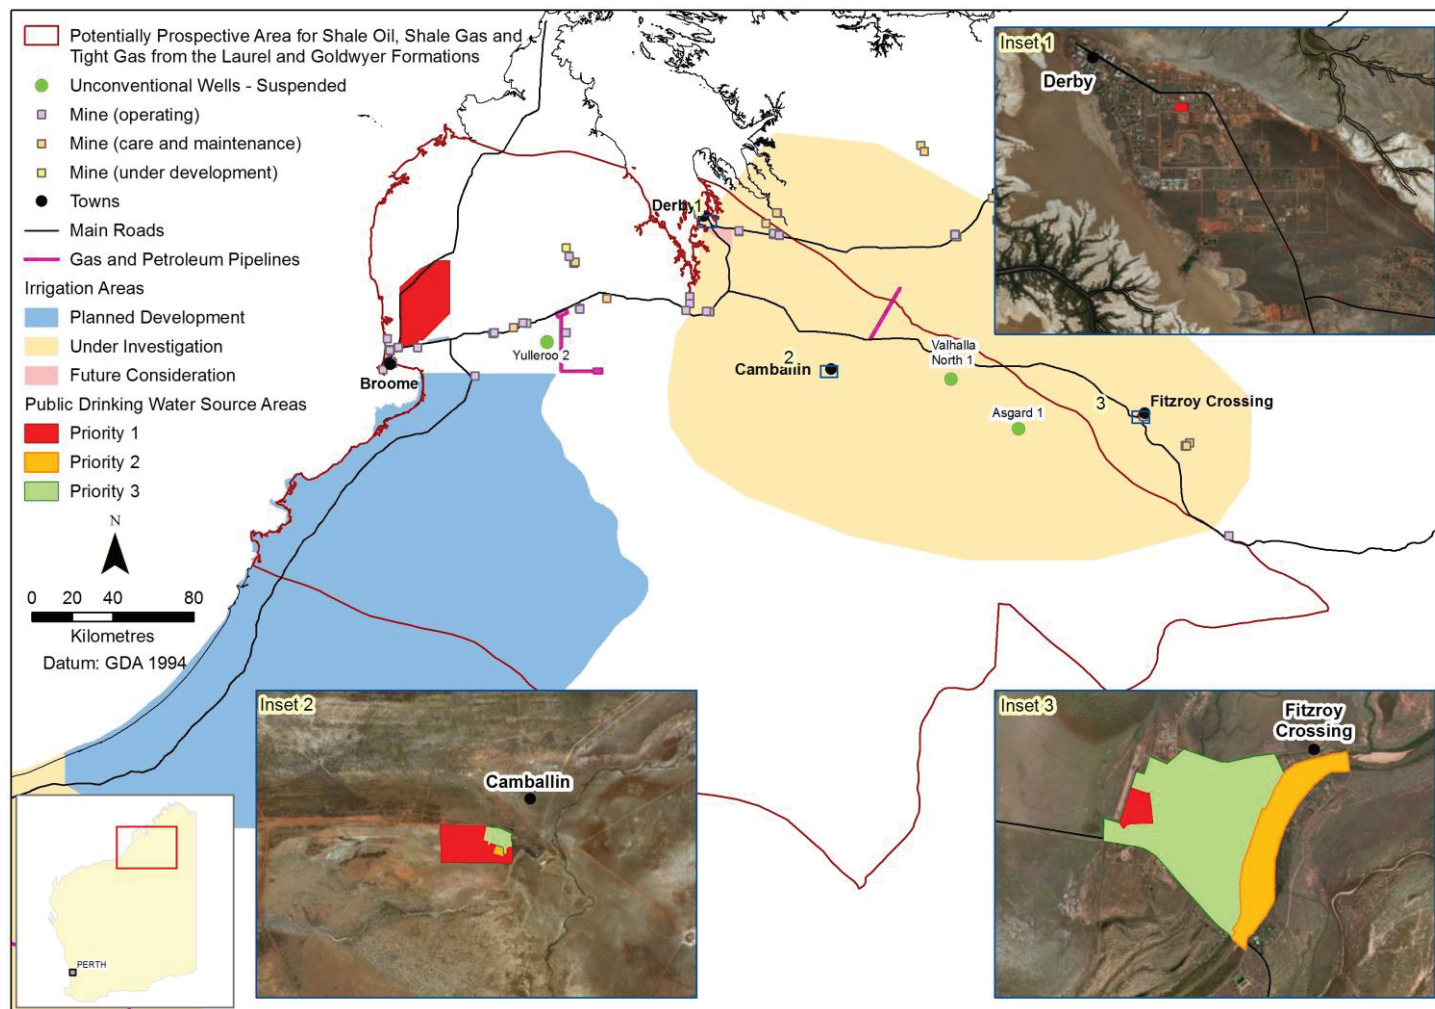 Potentially Prospective Area for Shale Oil, Shale Gas and
Tight Gas from the Laurel and Goldwyer Formations
Unconventional Wells - Suspended
Mine (operating)
Mine (care and maintenance)
Mine (under development)
Towns
Main Roads
Gas and Petroleum Pipelines
Irrigation Areas
Planned Development
Under Investigation
Future Consideration
Public Drinking Water Source Areas
Priority 1
Priority 2
Priority 3
N
0 20 40 80
Kilometres
Datum: GDA 1994
PERTH
Derby
1
Yulleroo 2
Broome
2
Camballin
Valhalla
North 1
Asgard 1
3
Fitzroy Crossing
Inset 1
Derby
Inset 2
Camballin
Inset 3
Fitzroy
Crossing